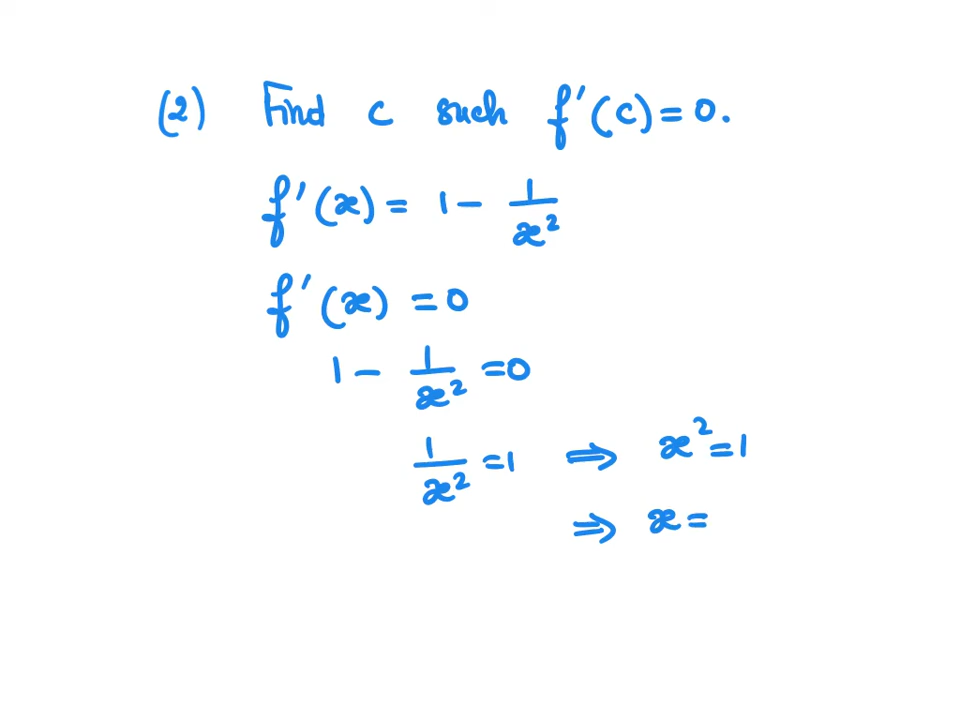 (2) Find c such f'(c) = 0.
f'(x) = 1 - 1/x²
f'(x) = 0
1 - 1/x² = 0
1/x² = 1 ⇒ x² = 1
⇒ x =